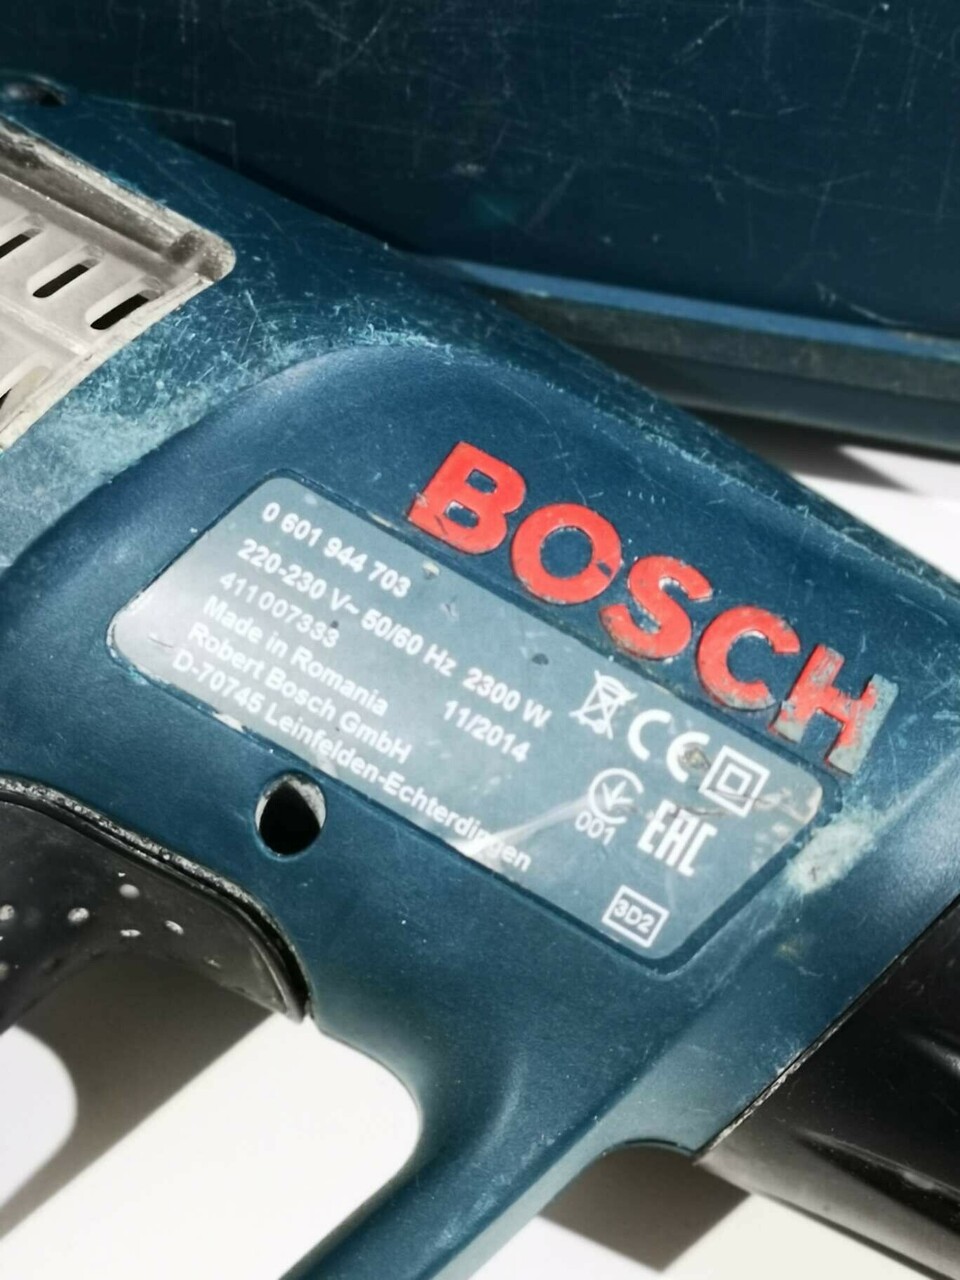 BOSCH
0 601 944 703
220-230 V~ 50/60 Hz 2300 W
411007333 11/2014
Made in Romania
Robert Bosch GmbH
D-70745 Leinfelden-Echterdingen
CE
001
EAC
3D2